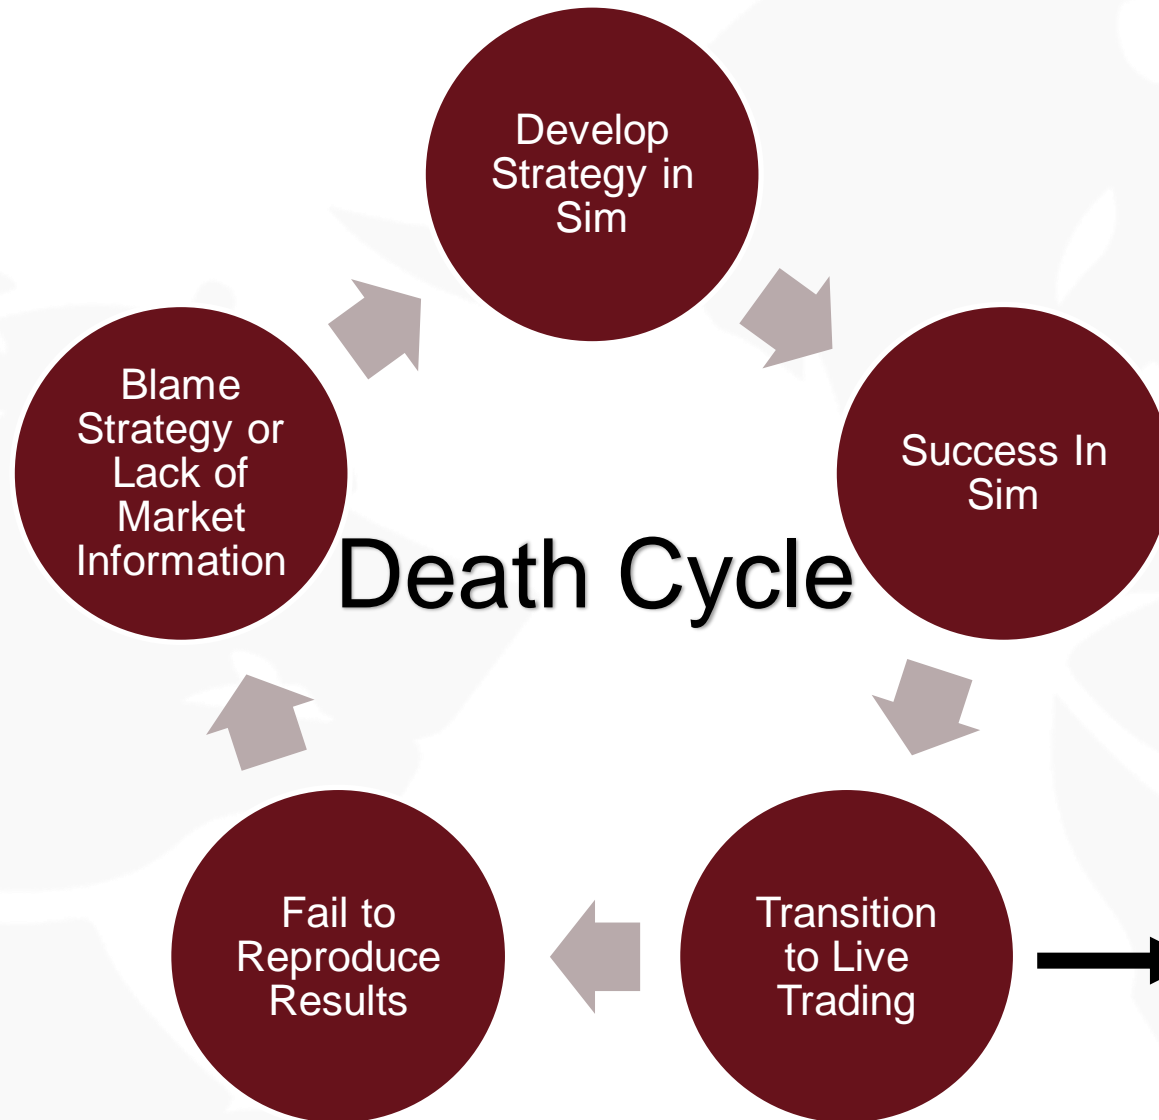 Develop
Strategy in
Sim
Success In
Sim
Transition
to Live
Trading
Fail to
Reproduce
Results
Blame
Strategy or
Lack of
Market
Information
Death Cycle